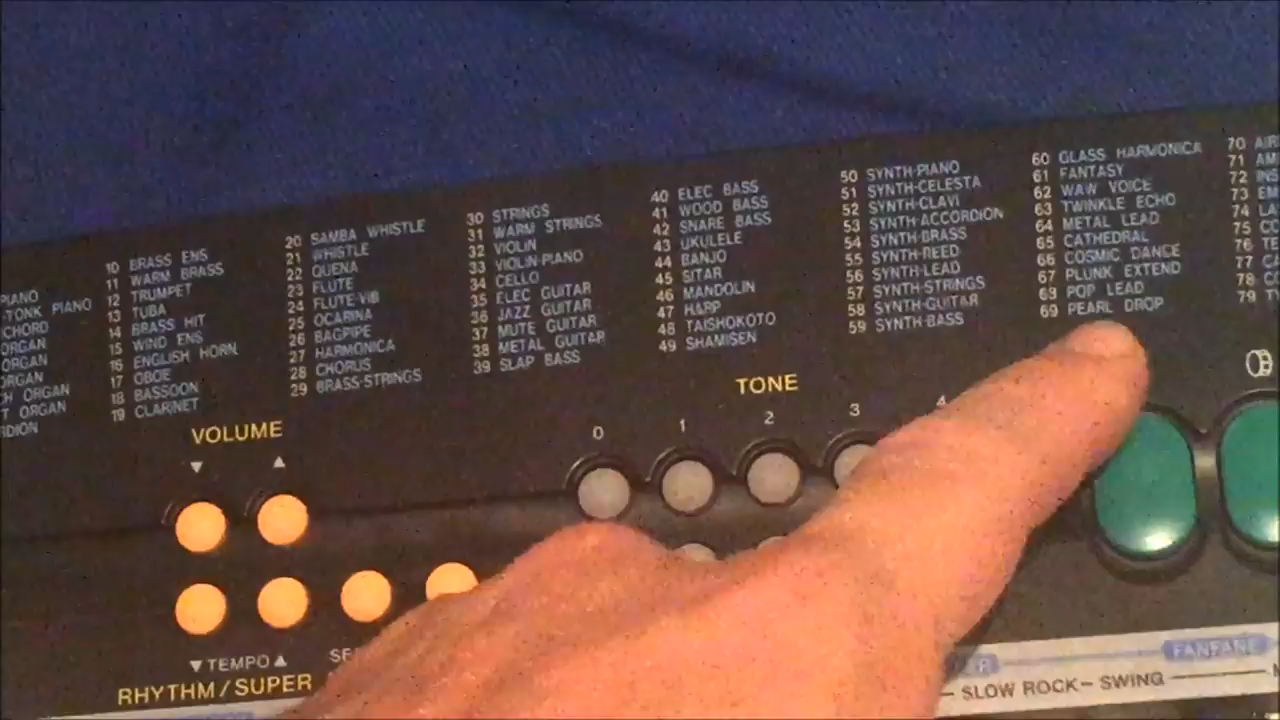 PIANO
-TONK PIANO
CHORD
ORGAN
ORGAN
ORGAN
CH ORGAN
T ORGAN
RDION
10 BRASS ENS
11 WARM BRASS
12 TRUMPET
13 TUBA
14 BRASS HIT
15 WIND ENS
16 ENGLISH HORN
17 OBOE
18 BASSOON
19 CLARINET
20 SAMBA WHISTLE
21 WHISTLE
22 QUENA
23 FLUTE
24 FLUTE-VIB
25 OCARINA
26 BAGPIPE
27 HARMONICA
28 CHORUS
29 BRASS-STRINGS
30 STRINGS
31 WARM STRINGS
32 VIOLIN
33 VIOLIN-PIANO
34 CELLO
35 ELEC GUITAR
36 JAZZ GUITAR
37 MUTE GUITAR
38 METAL GUITAR
39 SLAP BASS
40 ELEC BASS
41 WOOD BASS
42 SNARE BASS
43 UKULELE
44 BANJO
45 SITAR
46 MANDOLIN
47 HARP
48 TAISHOKOTO
49 SHAMISEN
50 SYNTH-PIANO
51 SYNTH-CELESTA
52 SYNTH-CLAVI
53 SYNTH-ACCORDION
54 SYNTH-BRASS
55 SYNTH-REED
56 SYNTH-LEAD
57 SYNTH-STRINGS
58 SYNTH-GUITAR
59 SYNTH-BASS
60 GLASS HARMONICA
61 FANTASY
62 WAW VOICE
63 TWINKLE ECHO
64 METAL LEAD
65 CATHEDRAL
66 COSMIC DANCE
67 PLUNK EXTEND
68 POP LEAD
69 PEARL DROP
70 AIR
71 AM
72 INS
73 EM
74 LA
75 CO
76 TE
77 CA
78 C
79 T
VOLUME
▼ ▲
TONE
0 1 2 3 4
▼ TEMPO ▲ SE
RHYTHM/SUPER
R FANFANE
SLOW ROCK – SWING